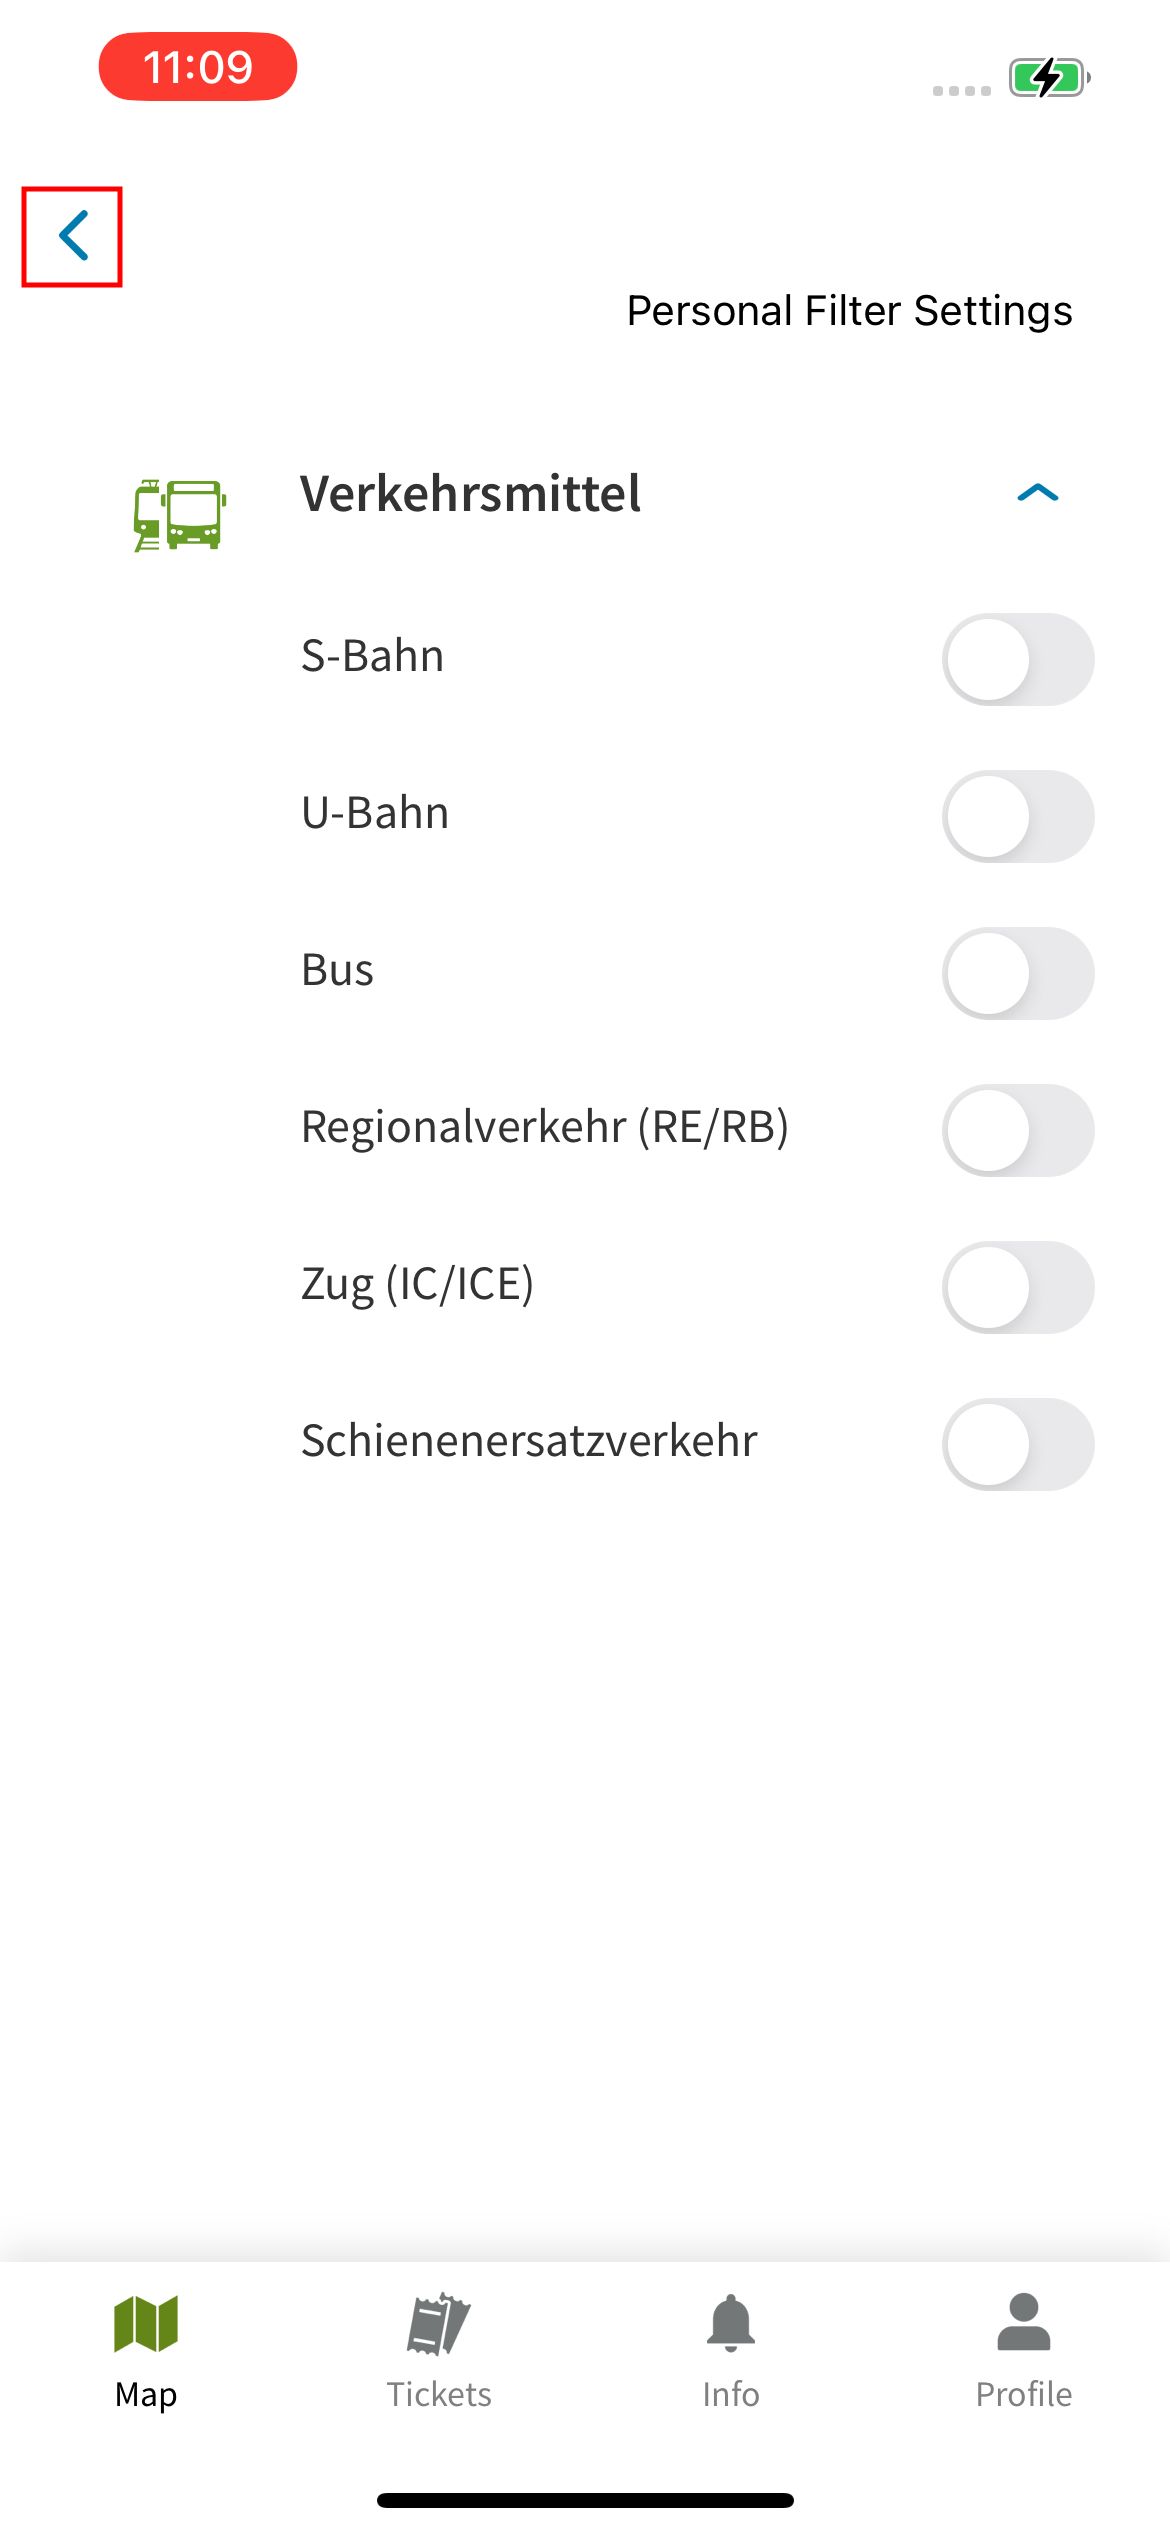 11:09
Personal Filter Settings
Verkehrsmittel
S-Bahn
U-Bahn
Bus
Regionalverkehr (RE/RB)
Zug (IC/ICE)
Schienenersatzverkehr
Map
Tickets
Info
Profile